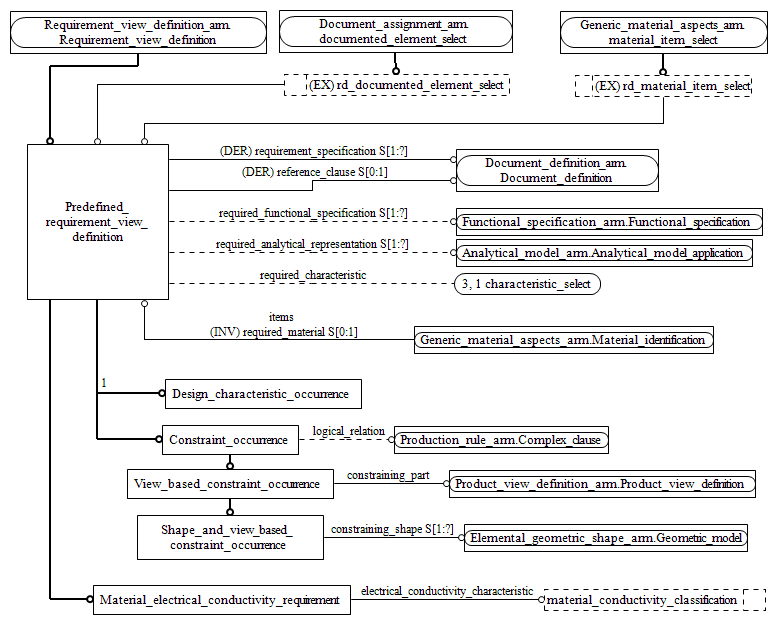 Requirement_view_definition_arm.
Requirement_view_definition
Document_assignment_arm.
documented_element_select
Generic_material_aspects_arm.
material_item_select
(EX) rd_documented_element_select
(EX) rd_material_item_select
Predefined_
requirement_view_
definition
(DER) requirement_specification S[1:?]
(DER) reference_clause S[0:1]
Document_definition_arm.
Document_definition
required_functional_specification S[1:?]
Functional_specification_arm.Functional_specification
required_analytical_representation S[1:?]
Analytical_model_arm.Analytical_model_application
required_characteristic
3, 1 characteristic_select
items
(INV) required_material S[0:1]
Generic_material_aspects_arm.Material_identification
1
Design_characteristic_occurrence
Constraint_occurrence
logical_relation
Production_rule_arm.Complex_clause
View_based_constraint_occurrence
constraining_part
Product_view_definition_arm.Product_view_definition
Shape_and_view_based_
constraint_occurrence
constraining_shape S[1:?]
Elemental_geometric_shape_arm.Geometric_model
Material_electrical_conductivity_requirement
electrical_conductivity_characteristic
material_conductivity_classification